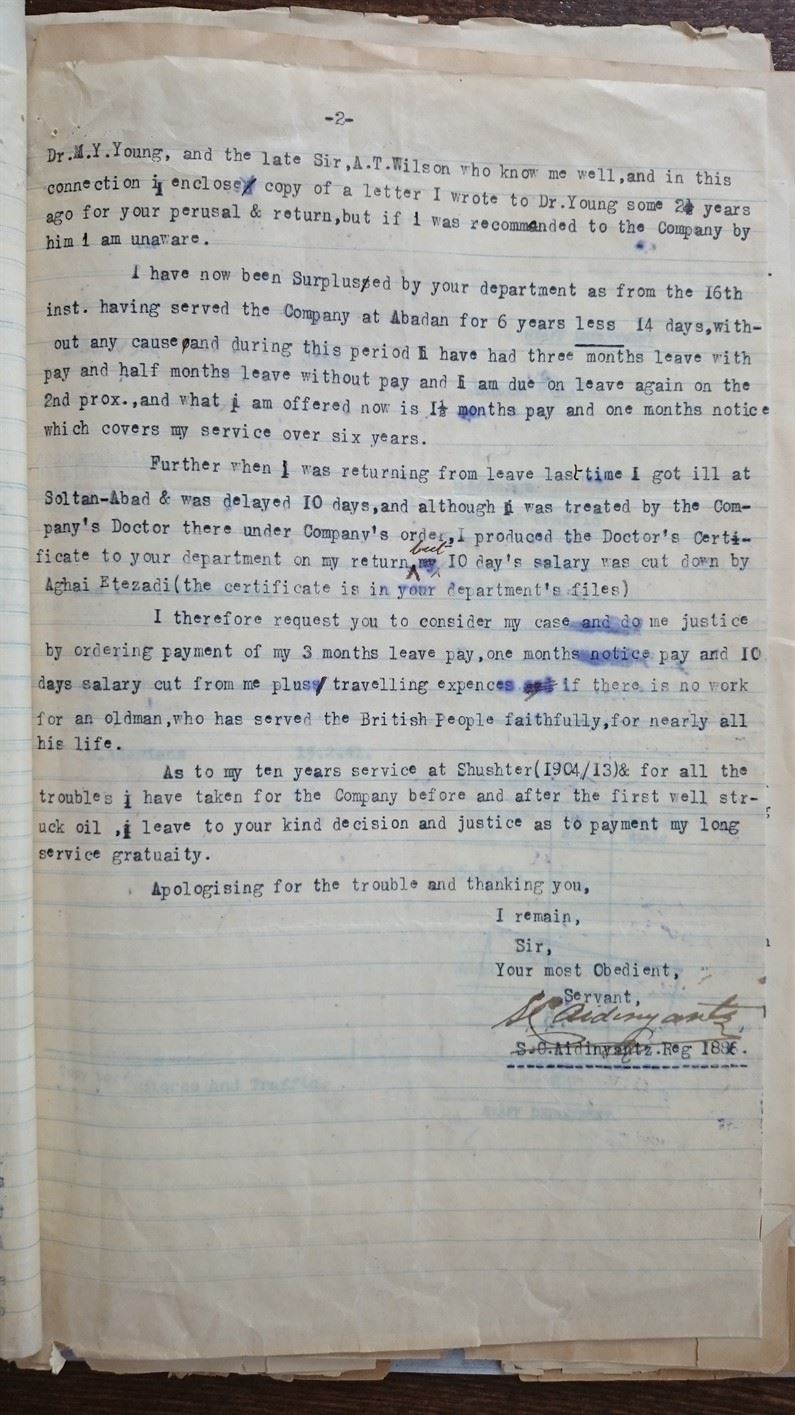 -2-
Dr.M.Y.Young, and the late Sir,A.T.Wilson who know me well,and in this
connection i enclose copy of a letter I wrote to Dr.Young some 2½ years
ago for your perusal & return,but if i was recommended to the Company by
him i am unaware.
I have now been Surplussed by your department as from the 16th
inst. having served the Company at Abadan for 6 years less 14 days,with-
out any cause and during this period I have had three months leave with
pay and half months leave without pay and I am due on leave again on the
2nd prox.,and what i am offered now is I½ months pay and one months notice
which covers my service over six years.
Further when i was returning from leave last time I got ill at
Soltan-Abad & was delayed IO days,and although i was treated by the Com-
pany's Doctor there under Company's order,I produced the Doctor's Certi-
ficate to your department on my return, but my IO day's salary was cut down by
Aghai Etezadi(the certificate is in your department's files)
I therefore request you to consider my case and do me justice
by ordering payment of my 3 months leave pay,one months notice pay and IO
days salary cut from me plus travelling expences if there is no work
for an oldman,who has served the British People faithfully,for nearly all
his life.
As to my ten years service at Shushter(I904/I3)& for all the
troubles i have taken for the Company before and after the first well str-
uck oil ,i leave to your kind decision and justice as to payment my long
service gratuaity.
Apologising for the trouble and thanking you,
I remain,
Sir,
Your most Obedient,
Servant,
S.C.Aidinyantz
S.C.Aidinyantz.Reg